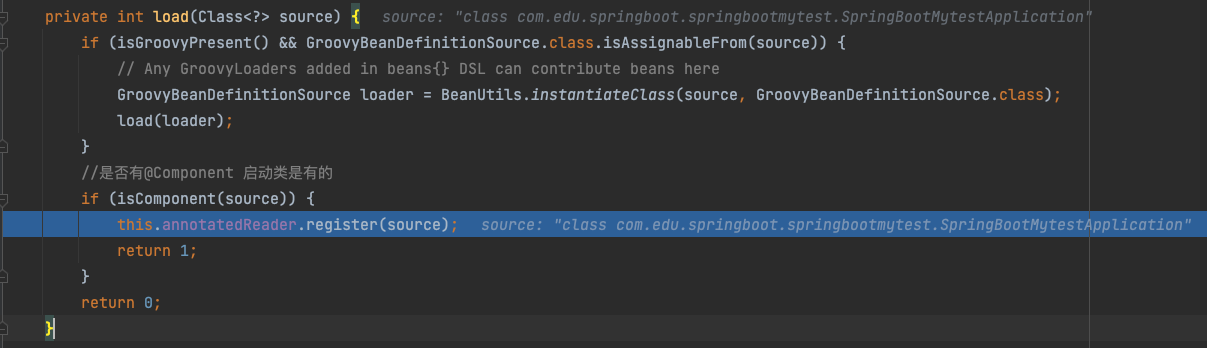 private int load(Class<?> source) {  source: "class com.edu.springboot.springbootmytest.SpringBootMytestApplication"
    if (isGroovyPresent() && GroovyBeanDefinitionSource.class.isAssignableFrom(source)) {
        // Any GroovyLoaders added in beans{} DSL can contribute beans here
        GroovyBeanDefinitionSource loader = BeanUtils.instantiateClass(source, GroovyBeanDefinitionSource.class);
        load(loader);
    }
    //是否有@Component 启动类是有的
    if (isComponent(source)) {
        this.annotatedReader.register(source);  source: "class com.edu.springboot.springbootmytest.SpringBootMytestApplication"
        return 1;
    }
    return 0;
}